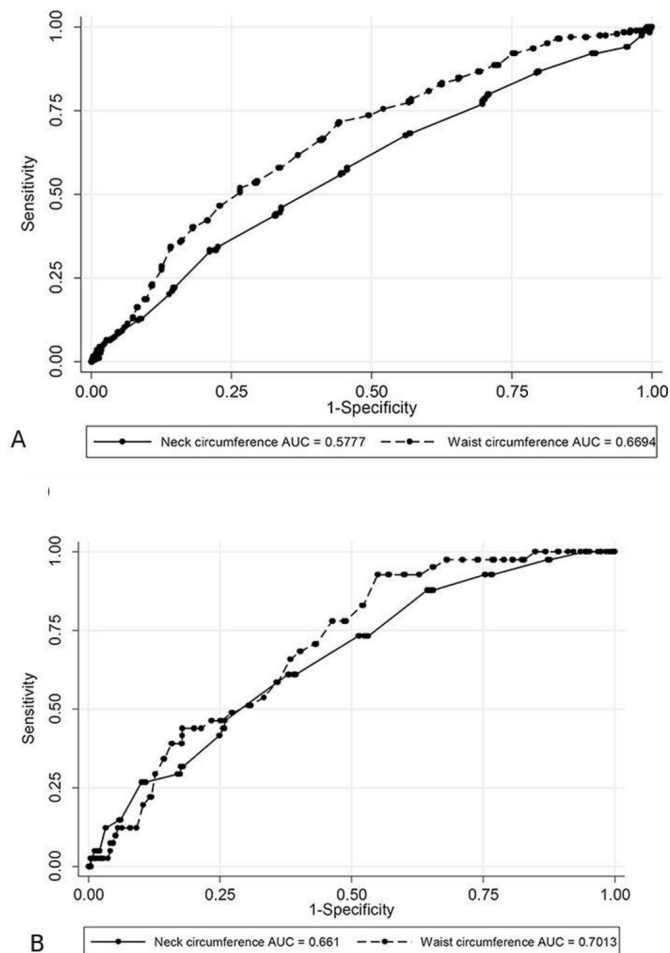 1.00
0.75
0.50
0.25
0.00
Sensitivity
0.00 0.25 0.50 0.75 1.00
1-Specificity
A
Neck circumference AUC = 0.5777 Waist circumference AUC = 0.6694
1.00
0.75
0.50
0.25
0.00
Sensitivity
0.00 0.25 0.50 0.75 1.00
1-Specificity
B
Neck circumference AUC = 0.661 Waist circumference AUC = 0.7013